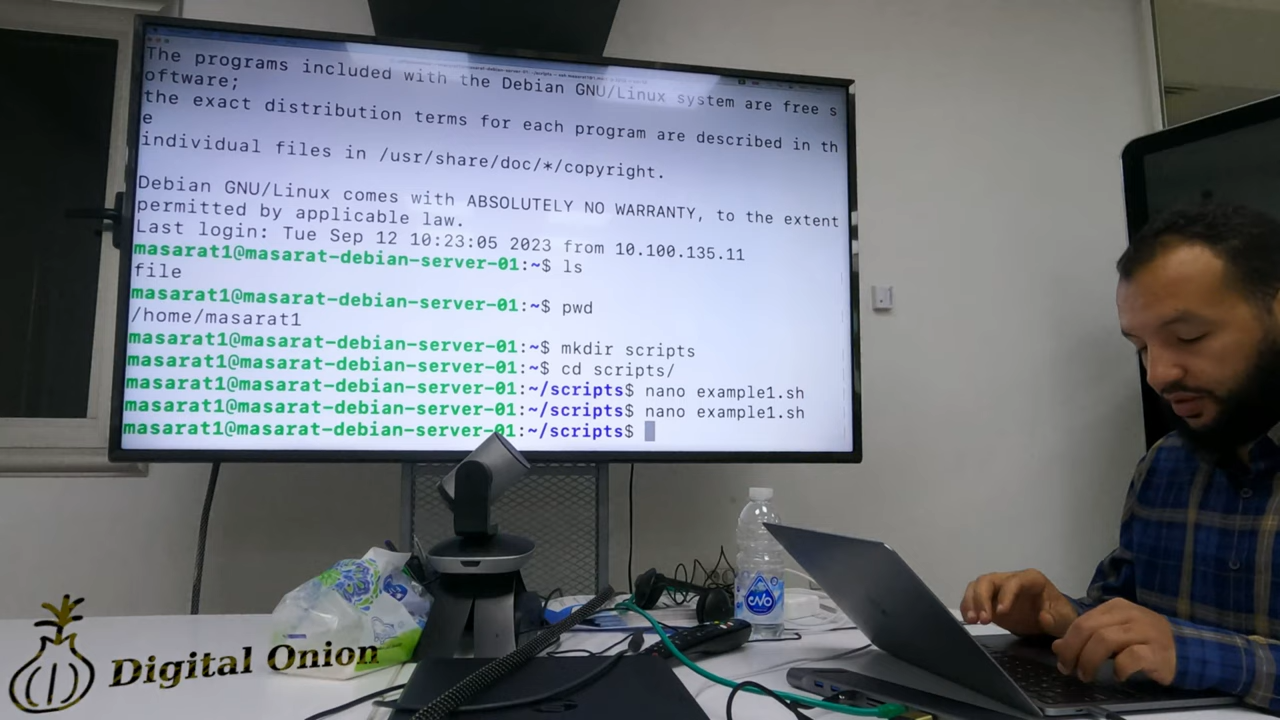 The programs included with the Debian GNU/Linux system are free s
oftware;
the exact distribution terms for each program are described in th
e
individual files in /usr/share/doc/*/copyright.
Debian GNU/Linux comes with ABSOLUTELY NO WARRANTY, to the extent
permitted by applicable law.
Last login: Tue Sep 12 10:23:05 2023 from 10.100.135.11
masarat1@masarat-debian-server-01:~$ ls
file
masarat1@masarat-debian-server-01:~$ pwd
/home/masarat1
masarat1@masarat-debian-server-01:~$ mkdir scripts
masarat1@masarat-debian-server-01:~$ cd scripts/
masarat1@masarat-debian-server-01:~/scripts$ nano example1.sh
masarat1@masarat-debian-server-01:~/scripts$ nano example1.sh
masarat1@masarat-debian-server-01:~/scripts$
Digital Onion